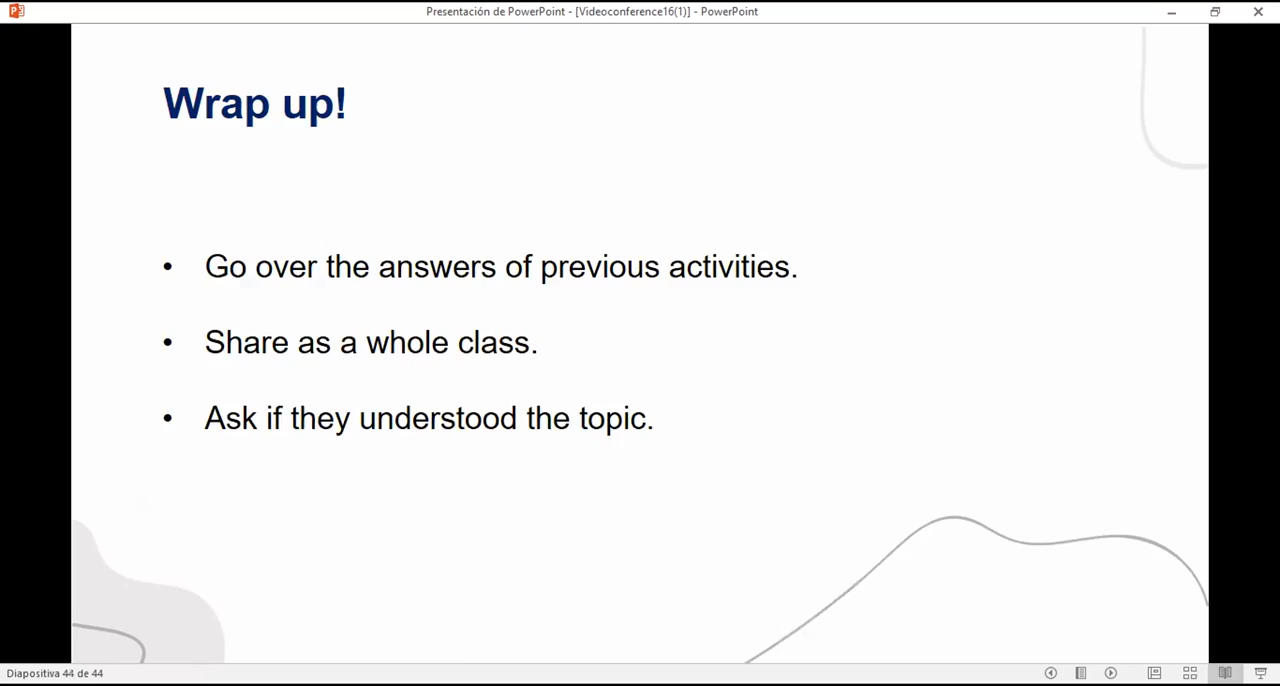 Presentación de PowerPoint - [Videoconference16(1)] - PowerPoint
Wrap up!
• Go over the answers of previous activities.
• Share as a whole class.
• Ask if they understood the topic.
Diapositiva 44 de 44